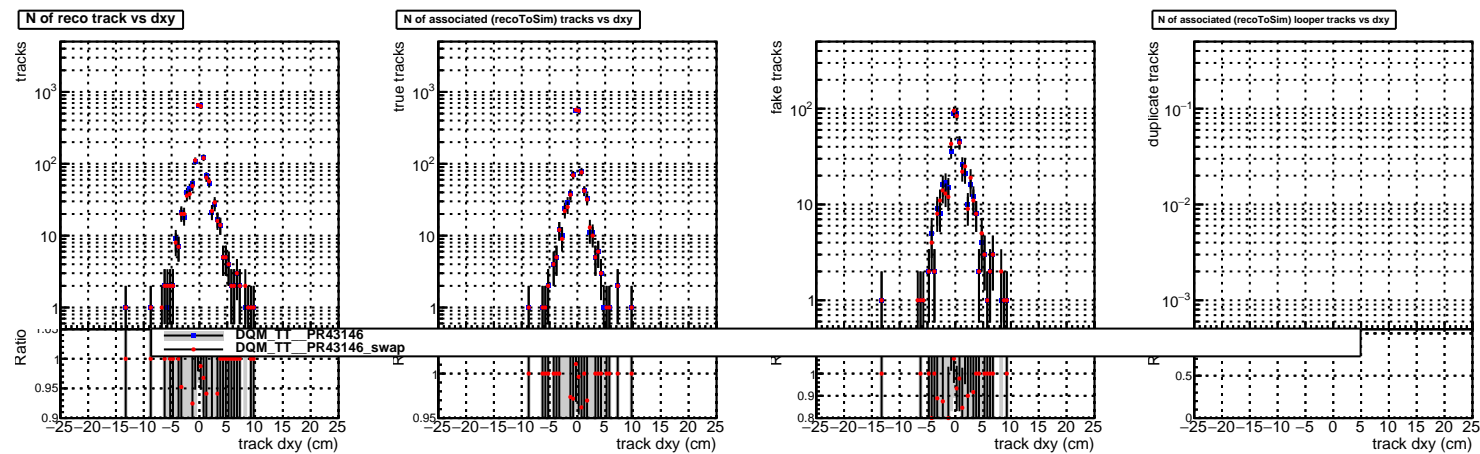 N of reco track vs dxy
N of associated (recoToSim) tracks vs dxy
N of associated (recoToSim) looper tracks vs dxy
tracks
10³
10²
10
1
true tracks
10³
10²
10
1
fake tracks
10²
10
1
duplicate tracks
10⁻¹
10⁻²
10⁻³
DQM_TT__PR43146
DQM_TT__PR43146_swap
Ratio
1
0.95
0.9
−25 −20 −15 −10 −5 0 5 10 15 20 25
track dxy (cm)
1
0.95
−25 −20 −15 −10 −5 0 5 10 15 20 25
track dxy (cm)
1
0.9
0.8
−25 −20 −15 −10 −5 0 5 10 15 20 25
track dxy (cm)
0.5
0
−25 −20 −15 −10 −5 0 5 10 15 20 25
track dxy (cm)